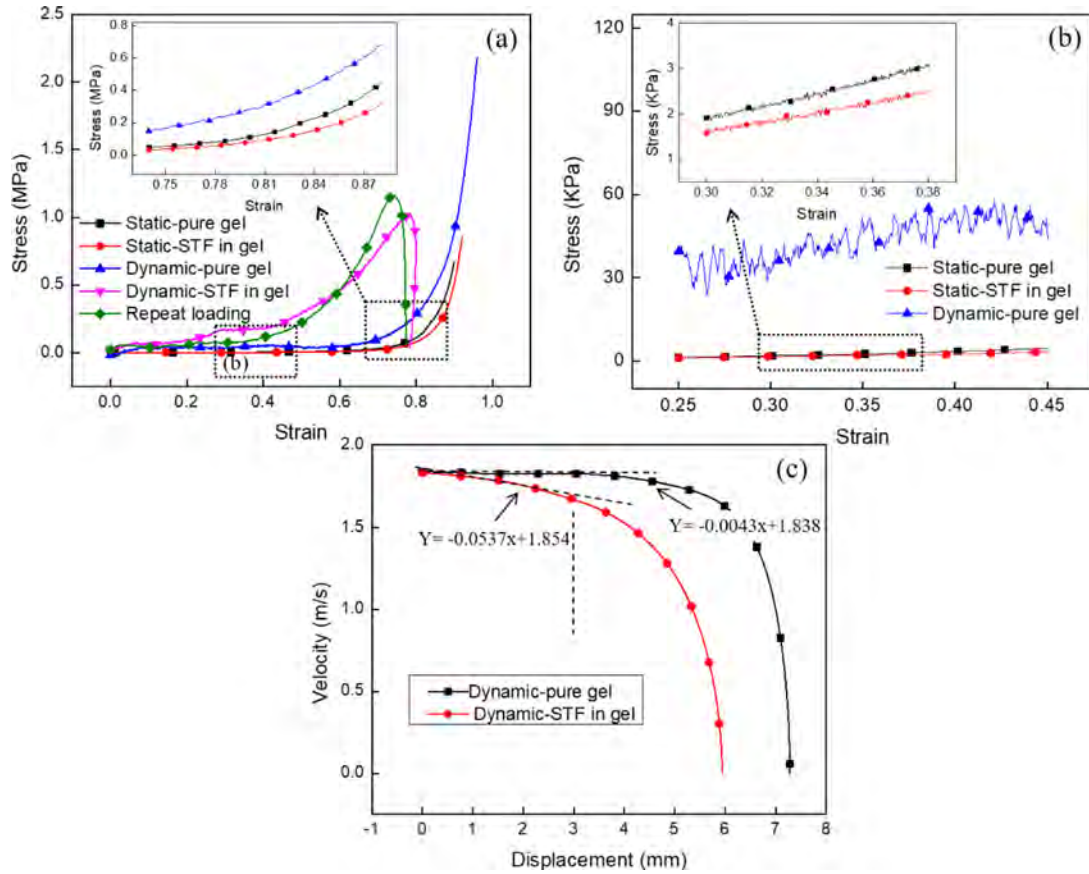 (a)
2.5
2.0
1.5
1.0
0.5
0.0
Stress (MPa)
0.0 0.2 0.4 0.6 0.8 1.0
Strain
0.8
0.6
0.4
0.2
0.0
Stress (MPa)
0.75 0.78 0.81 0.84 0.87
Strain
Static-pure gel
Static-STF in gel
Dynamic-pure gel
Dynamic-STF in gel
Repeat loading
(b)
(b)
120
90
60
30
0
Stress (KPa)
0.25 0.30 0.35 0.40 0.45
Strain
4
3
2
1
Stress (KPa)
0.30 0.32 0.34 0.36 0.38
Strain
Static-pure gel
Static-STF in gel
Dynamic-pure gel
(c)
2.0
1.5
1.0
0.5
0.0
Velocity (m/s)
Y= -0.0537x+1.854
Y= -0.0043x+1.838
Dynamic-pure gel
Dynamic-STF in gel
-1 0 1 2 3 4 5 6 7 8
Displacement (mm)